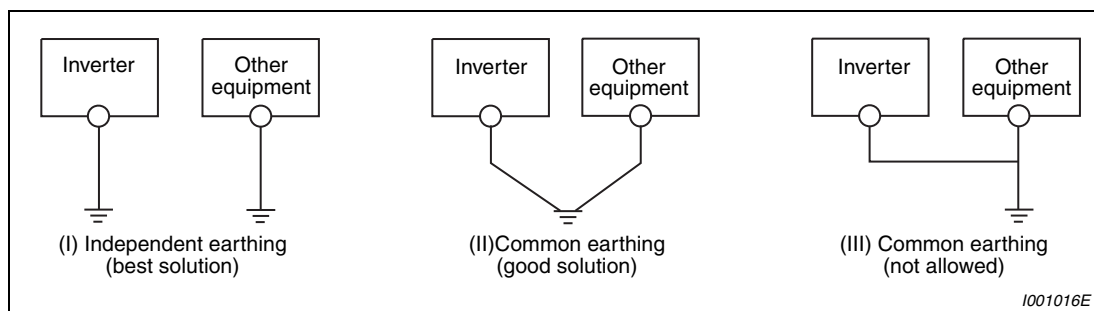 Inverter
Other
equipment
Inverter
Other
equipment
Inverter
Other
equipment
(I) Independent earthing
(best solution)
(II)Common earthing
(good solution)
(III) Common earthing
(not allowed)
I001016E